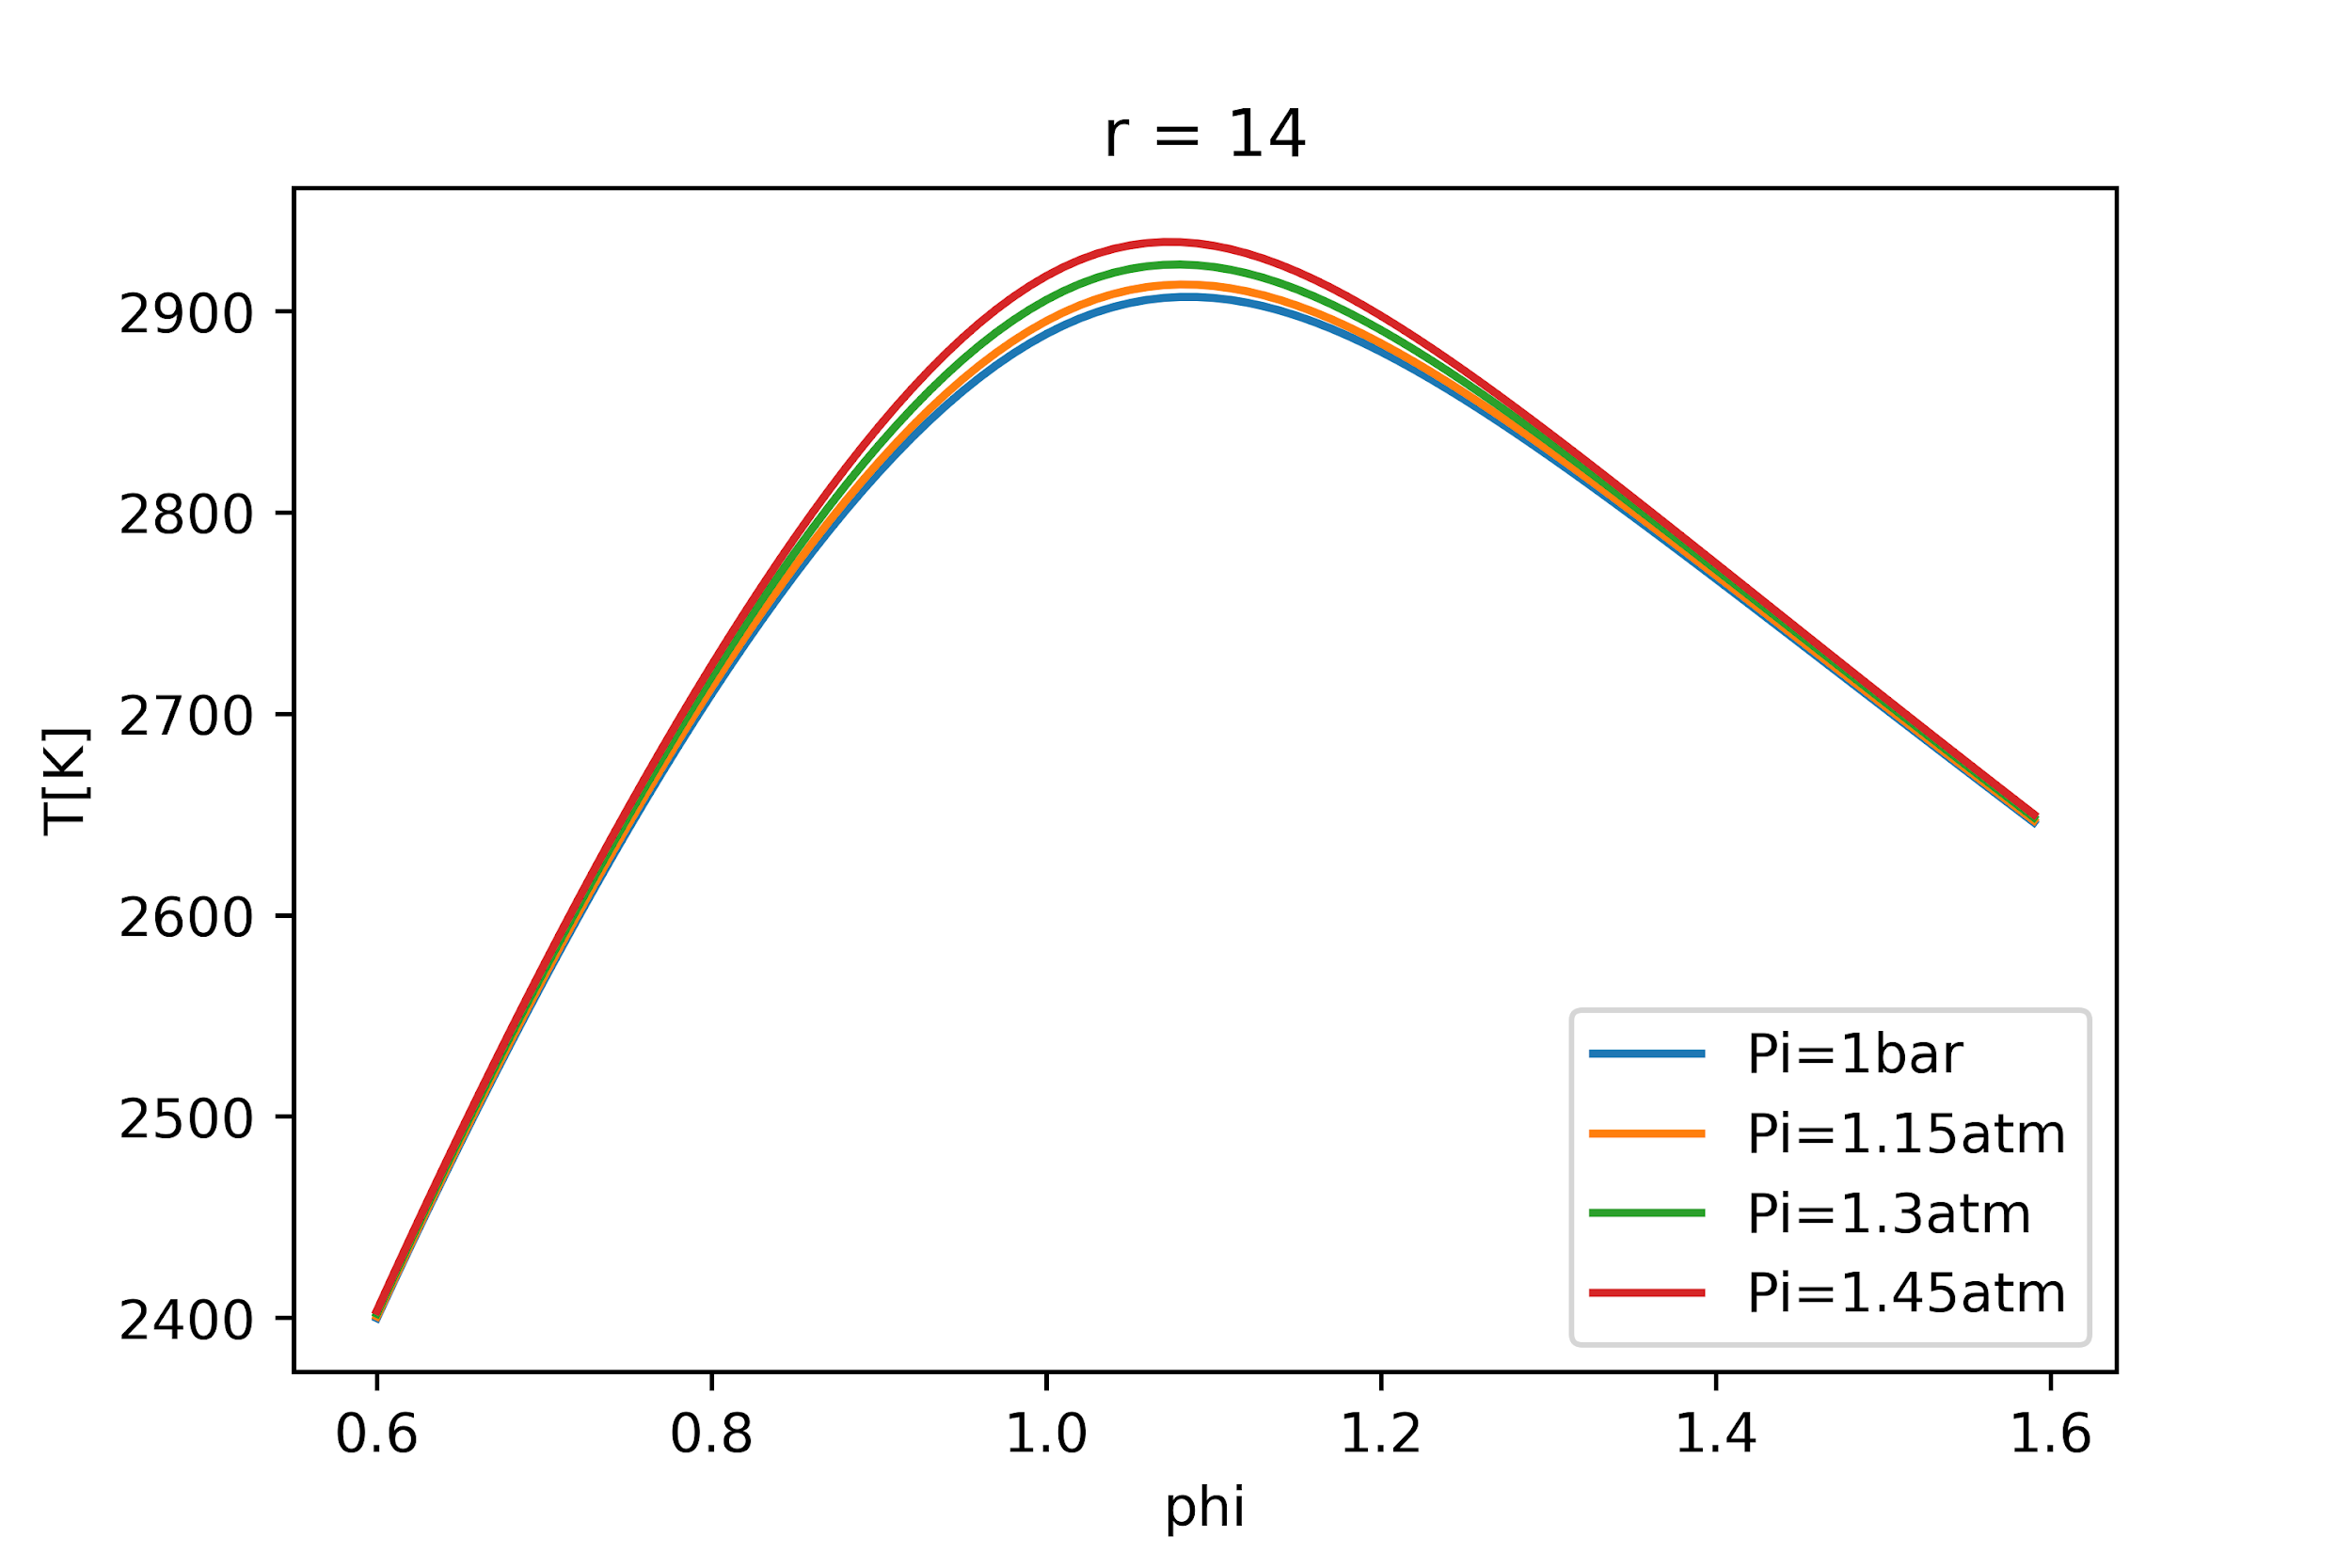 r = 14
T[K]
2900
2800
2700
2600
2500
2400
Pi=1bar
Pi=1.15atm
Pi=1.3atm
Pi=1.45atm
0.6 0.8 1.0 1.2 1.4 1.6
phi